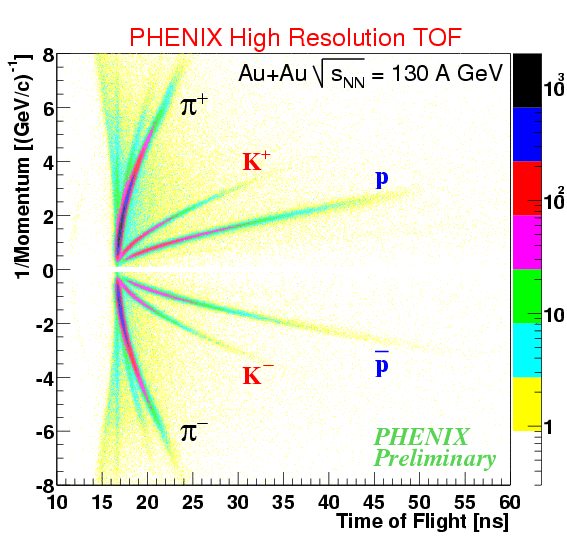 PHENIX High Resolution TOF
Au+Au √s_NN = 130 A GeV
1/Momentum [(GeV/c)⁻¹]
8
6
4
2
0
-2
-4
-6
-8
π⁺
K⁺
p
K⁻
p̅
π⁻
PHENIX
Preliminary
10³
10²
10
1
10 15 20 25 30 35 40 45 50 55 60
Time of Flight [ns]